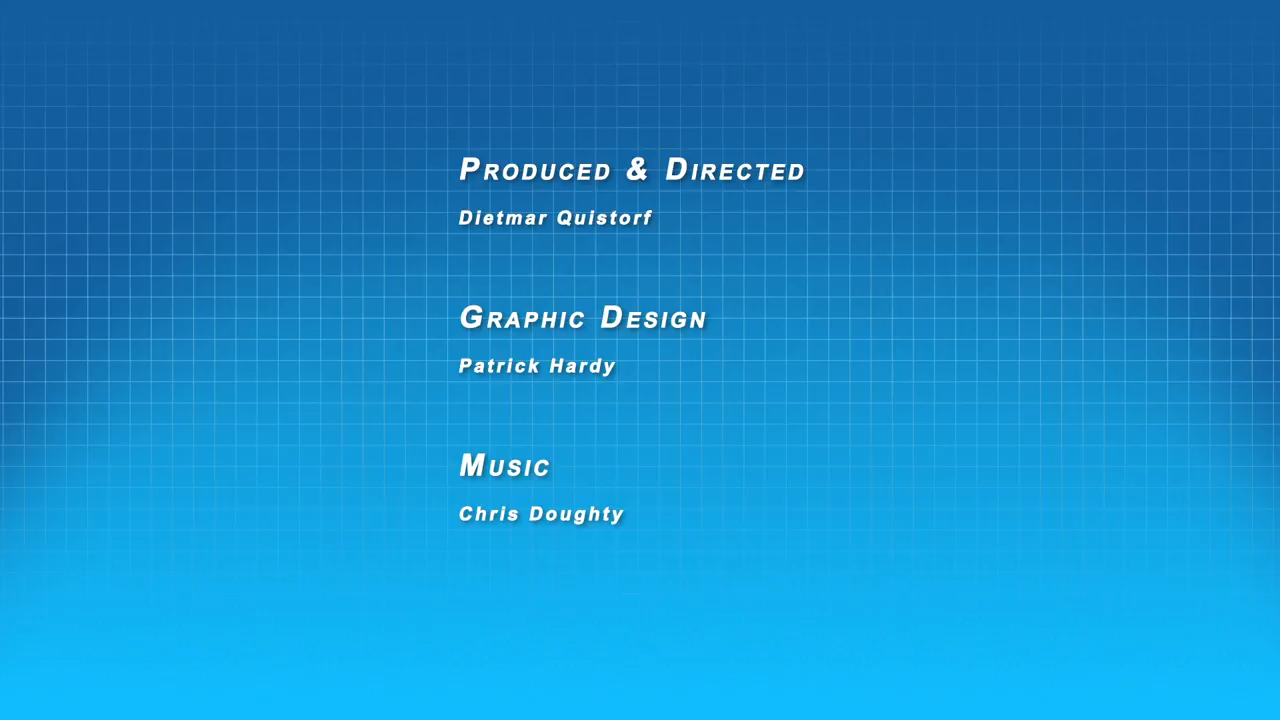 Produced & Directed
Dietmar Quistorf
Graphic Design
Patrick Hardy
Music
Chris Doughty